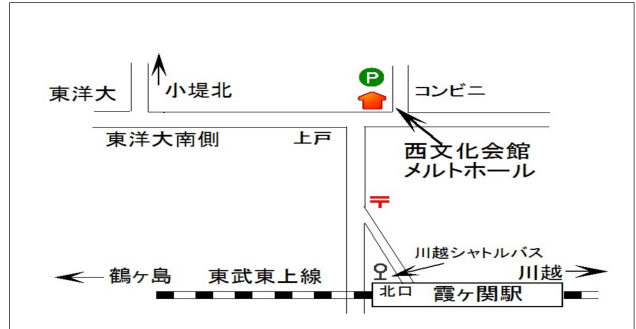 P
東洋大
小堤北
コンビニ
東洋大南側
上戸
西文化会館
メルトホール
〒
川越シャトルバス
鶴ヶ島
東武東上線
川越
北口
霞ヶ関駅